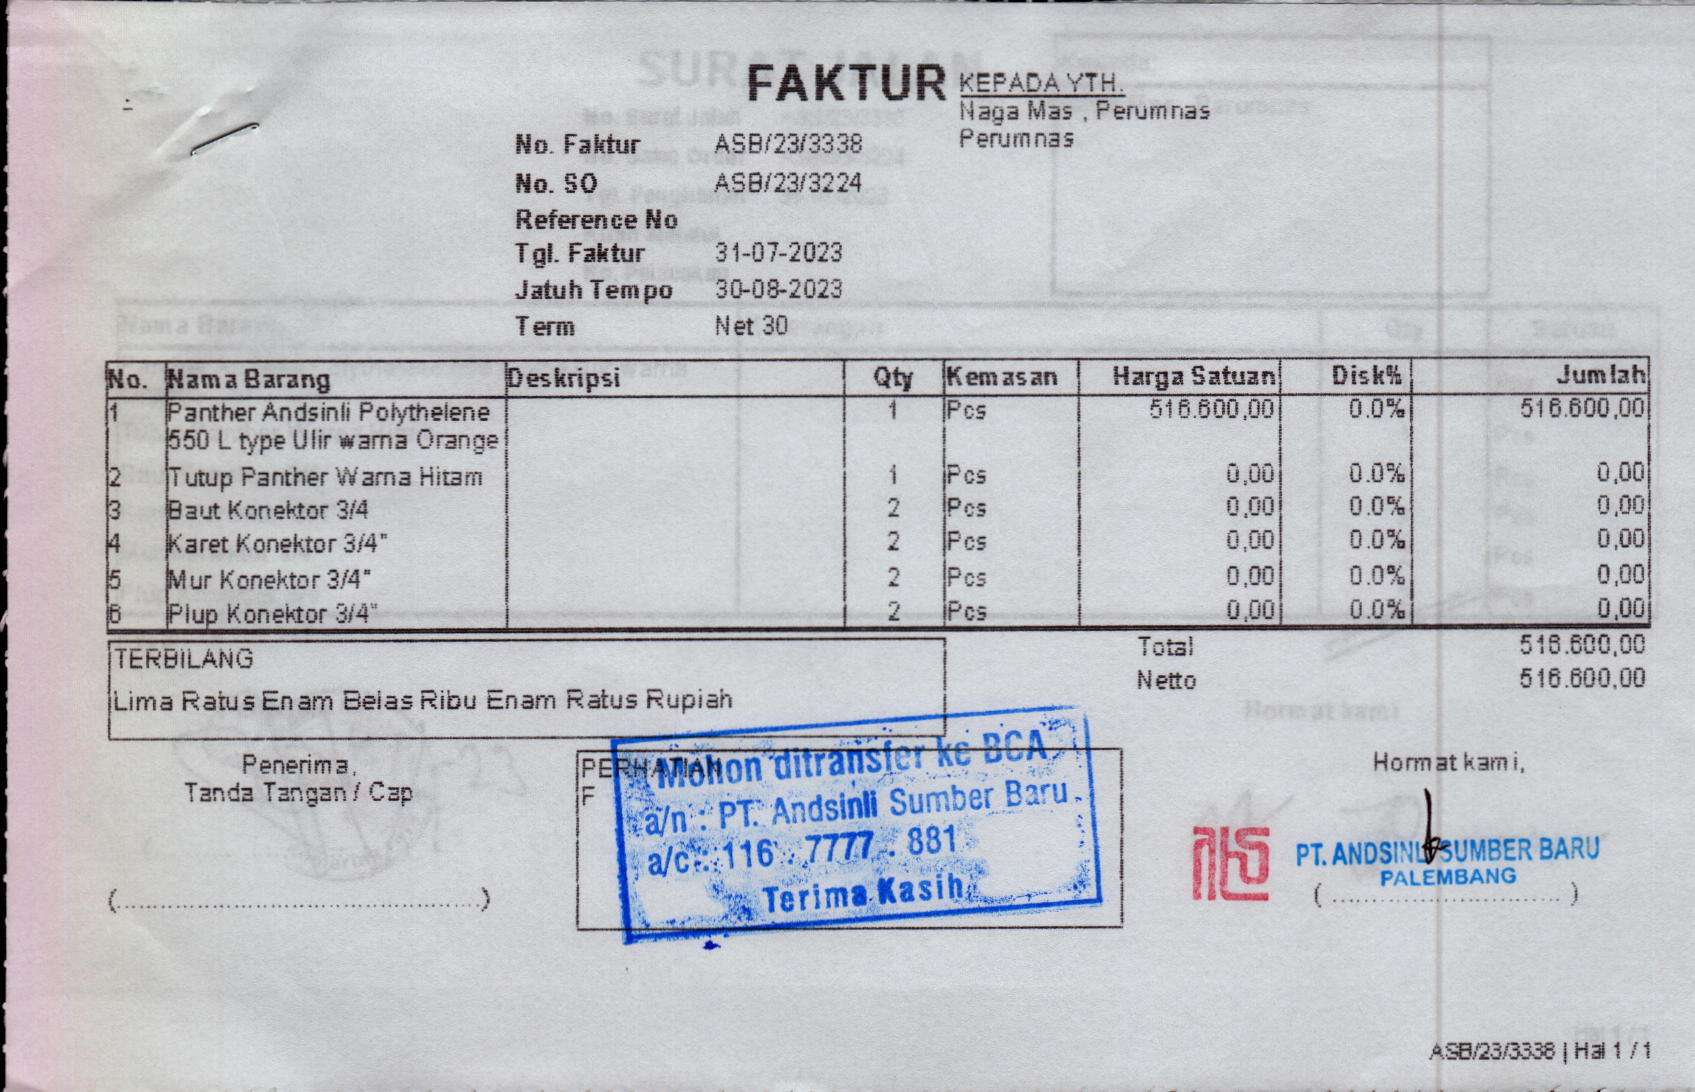 FAKTUR
KEPADA YTH.
Naga Mas , Perumnas
Perumnas
No. Faktur ASB/23/3338
No. SO ASB/23/3224
Reference No
Tgl. Faktur 31-07-2023
Jatuh Tempo 30-08-2023
Term Net 30
No. Nama Barang Deskripsi Qty Kemasan Harga Satuan Disk% Jumlah
1 Panther Andsinli Polythelene 1 Pcs 516.600,00 0.0% 516.600,00
550 L type Ulir warna Orange
2 Tutup Panther Warna Hitam 1 Pcs 0,00 0.0% 0,00
3 Baut Konektor 3/4 2 Pcs 0,00 0.0% 0,00
4 Karet Konektor 3/4" 2 Pcs 0,00 0.0% 0,00
5 Mur Konektor 3/4" 2 Pcs 0,00 0.0% 0,00
6 Plup Konektor 3/4" 2 Pcs 0,00 0.0% 0,00
Total 516.600,00
Netto 516.600,00
TERBILANG
Lima Ratus Enam Belas Ribu Enam Ratus Rupiah
Penerima,
Tanda Tangan / Cap
(...........................................................)
PERHATIAN
F
Mohon ditransfer ke BCA
a/n : PT. Andsinli Sumber Baru
a/c : 116 . 7777 . 881
Terima Kasih
Hormat kami,
PT. ANDSINLI SUMBER BARU
PALEMBANG
(......................................)
ASB/23/3338 | Hal 1 / 1